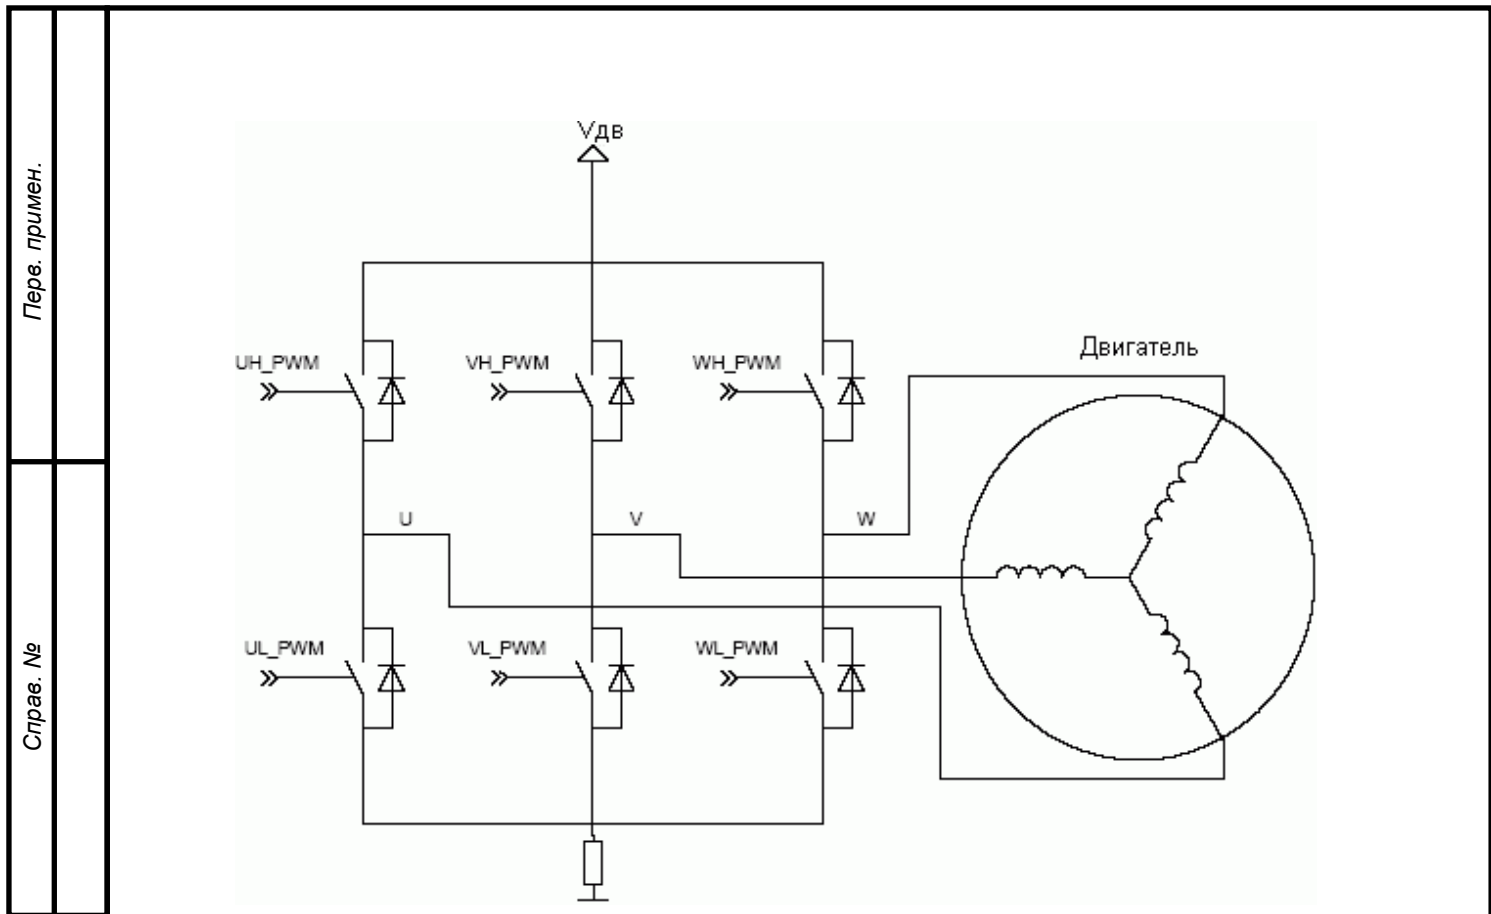 Перв. примен.
Справ. №
Vдв
UH_PWM
VH_PWM
WH_PWM
Двигатель
U
V
W
UL_PWM
VL_PWM
WL_PWM